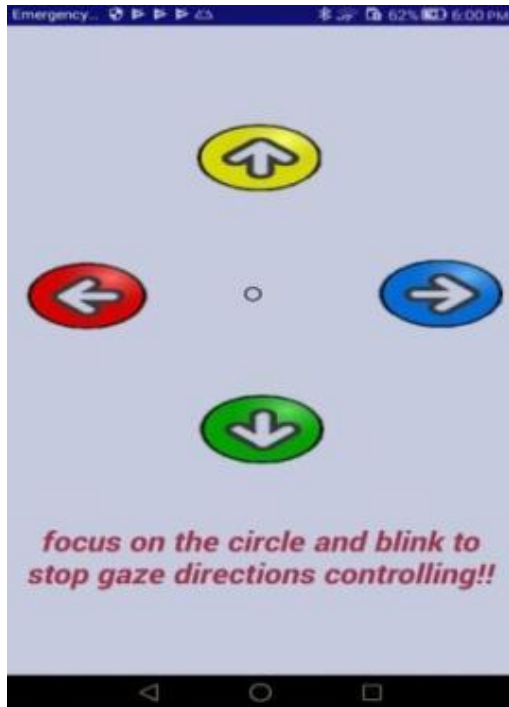 Emergency.. 62% 6:00 PM
focus on the circle and blink to
stop gaze directions controlling!!